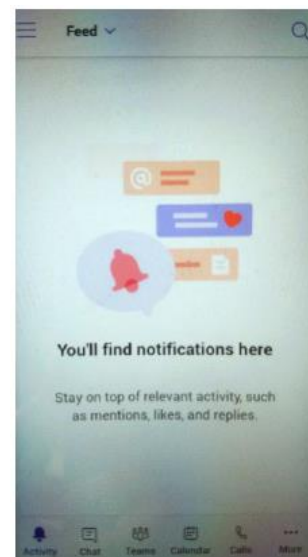 Feed
You'll find notifications here
Stay on top of relevant activity, such
as mentions, likes, and replies.
Activity Chat Teams Calendar Calls More